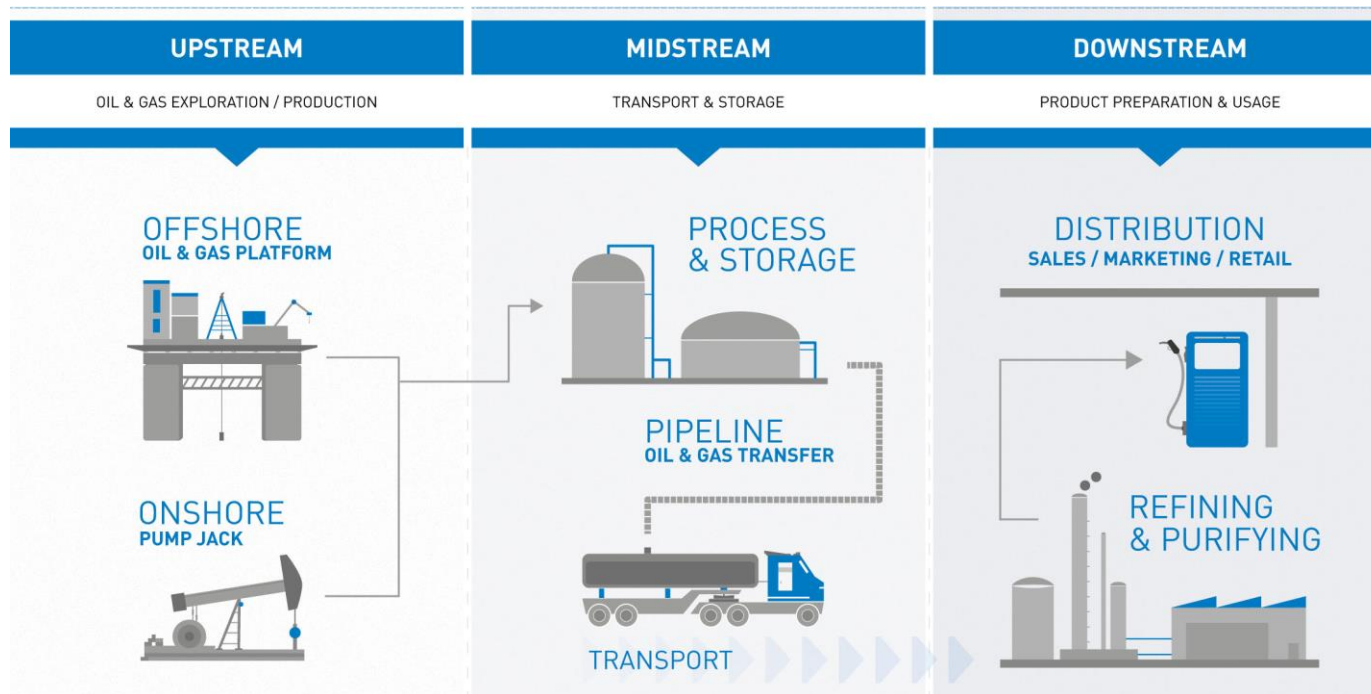 UPSTREAM
OIL & GAS EXPLORATION / PRODUCTION
OFFSHORE
OIL & GAS PLATFORM
ONSHORE
PUMP JACK
MIDSTREAM
TRANSPORT & STORAGE
PROCESS
& STORAGE
PIPELINE
OIL & GAS TRANSFER
TRANSPORT
DOWNSTREAM
PRODUCT PREPARATION & USAGE
DISTRIBUTION
SALES / MARKETING / RETAIL
REFINING
& PURIFYING